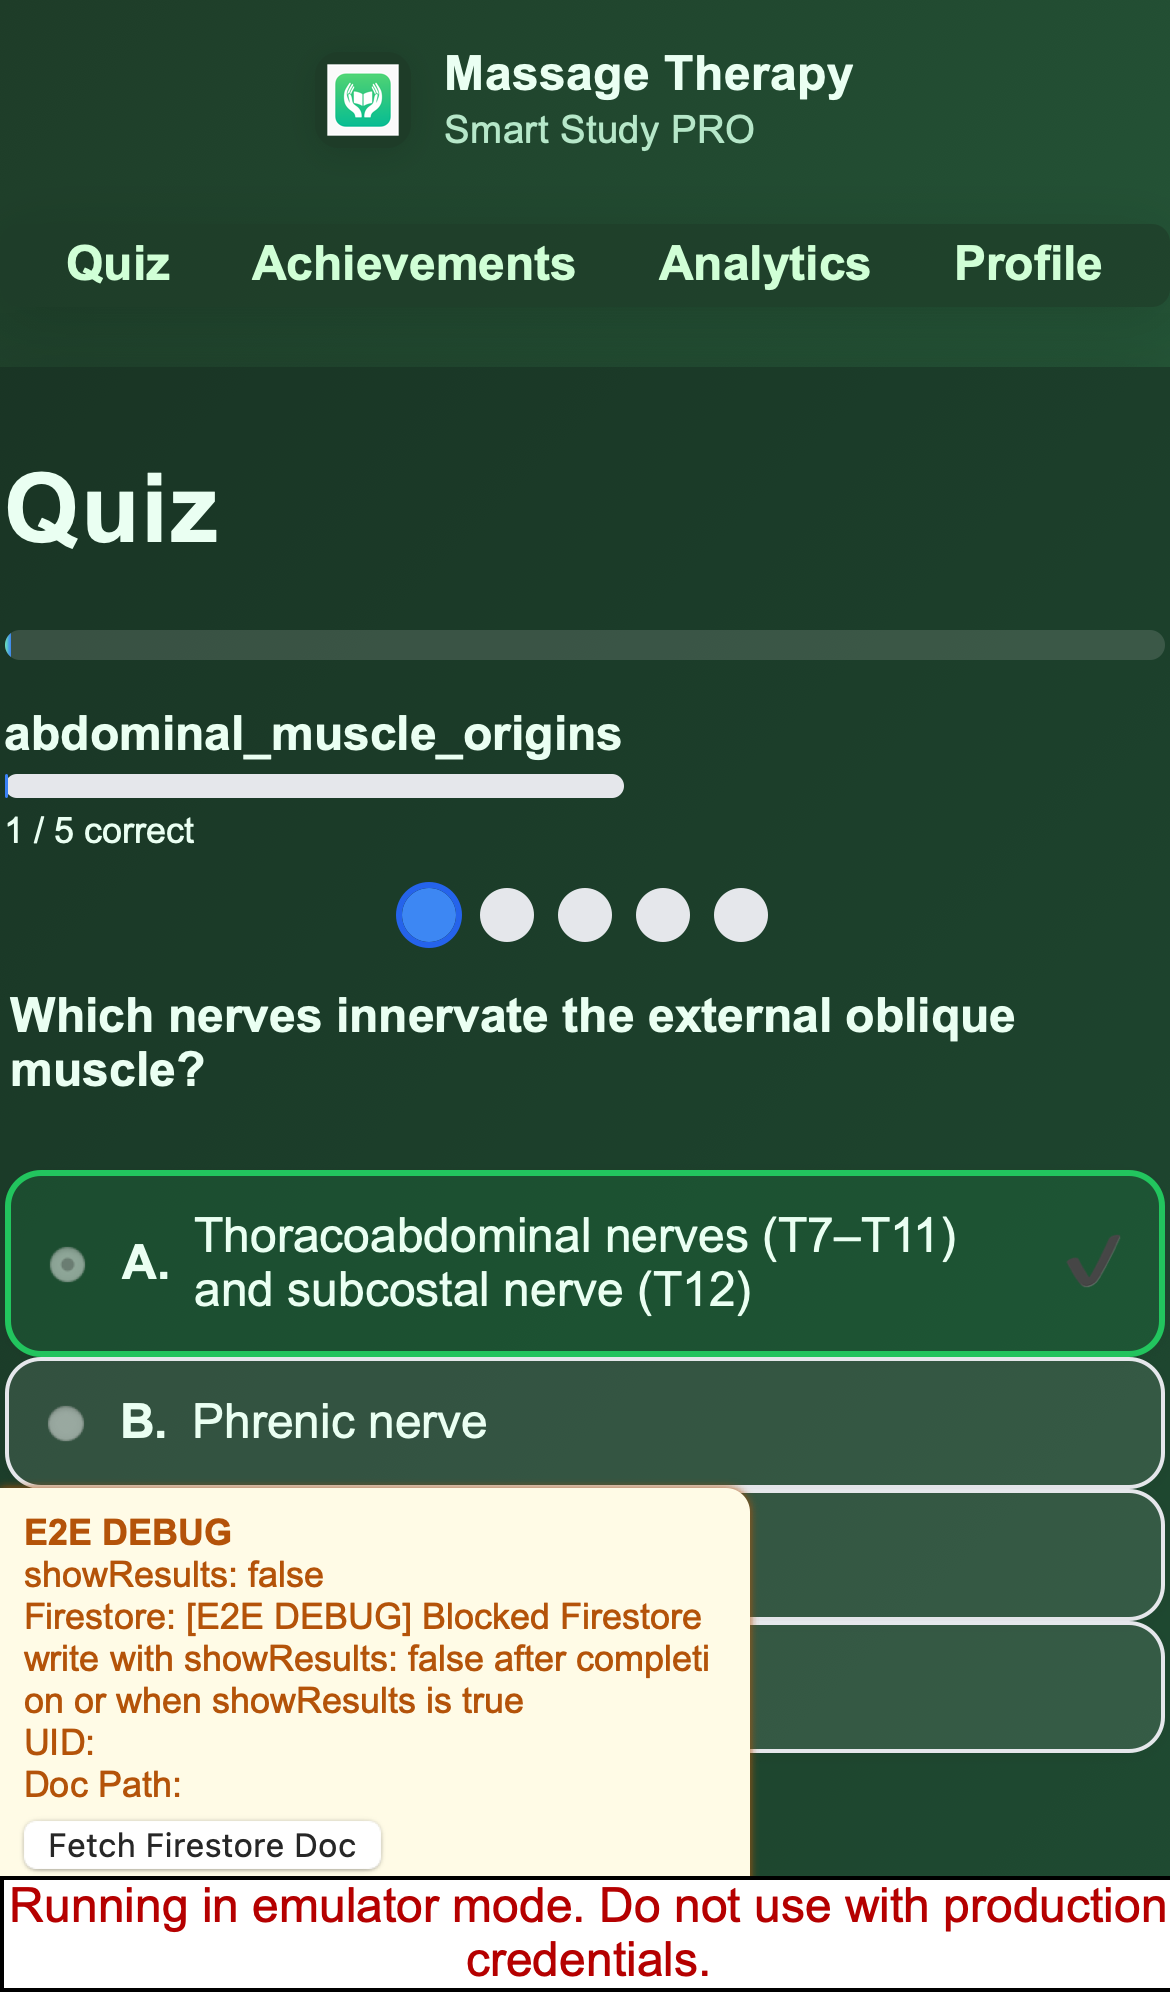 Massage Therapy
Smart Study PRO
Quiz
Achievements
Analytics
Profile
Quiz
abdominal_muscle_origins
1 / 5 correct
Which nerves innervate the external oblique
muscle?
A. Thoracoabdominal nerves (T7–T11)
and subcostal nerve (T12)
B. Phrenic nerve
E2E DEBUG
showResults: false
Firestore: [E2E DEBUG] Blocked Firestore
write with showResults: false after completi
on or when showResults is true
UID:
Doc Path:
Fetch Firestore Doc
Running in emulator mode. Do not use with production
credentials.